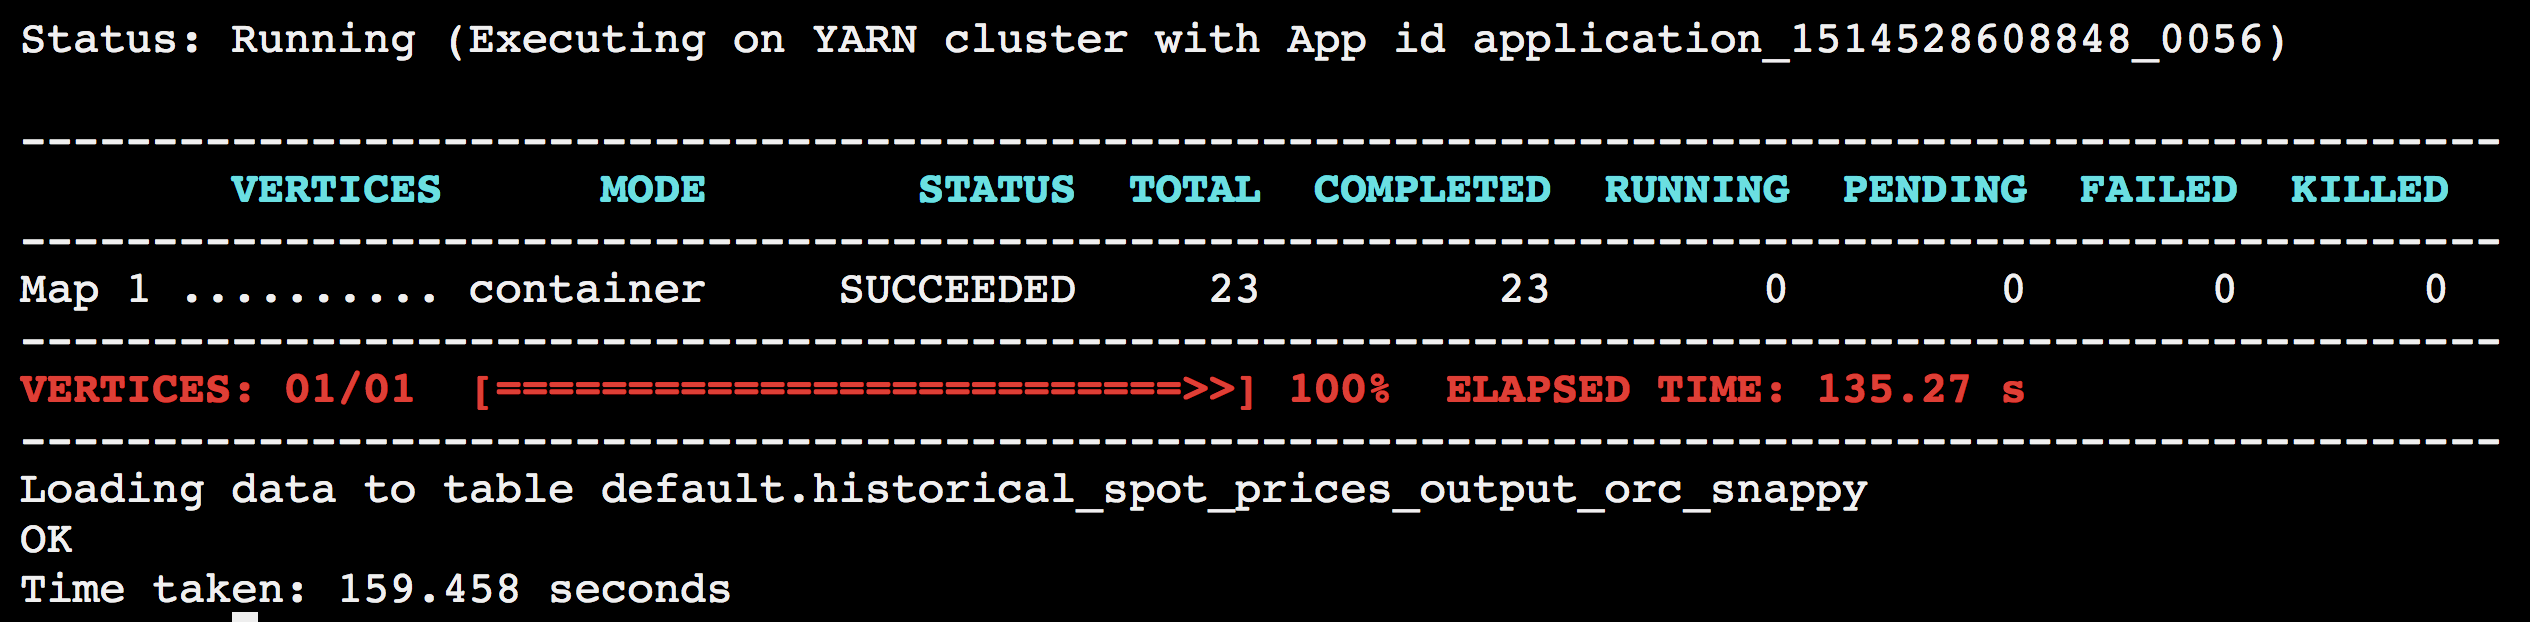 Status: Running (Executing on YARN cluster with App id application_1514528608848_0056)
----------------------------------------------------------------------------------------------
VERTICES MODE STATUS TOTAL COMPLETED RUNNING PENDING FAILED KILLED
----------------------------------------------------------------------------------------------
Map 1 .......... container SUCCEEDED 23 23 0 0 0 0
----------------------------------------------------------------------------------------------
VERTICES: 01/01 [==========================>>] 100% ELAPSED TIME: 135.27 s
----------------------------------------------------------------------------------------------
Loading data to table default.historical_spot_prices_output_orc_snappy
OK
Time taken: 159.458 seconds